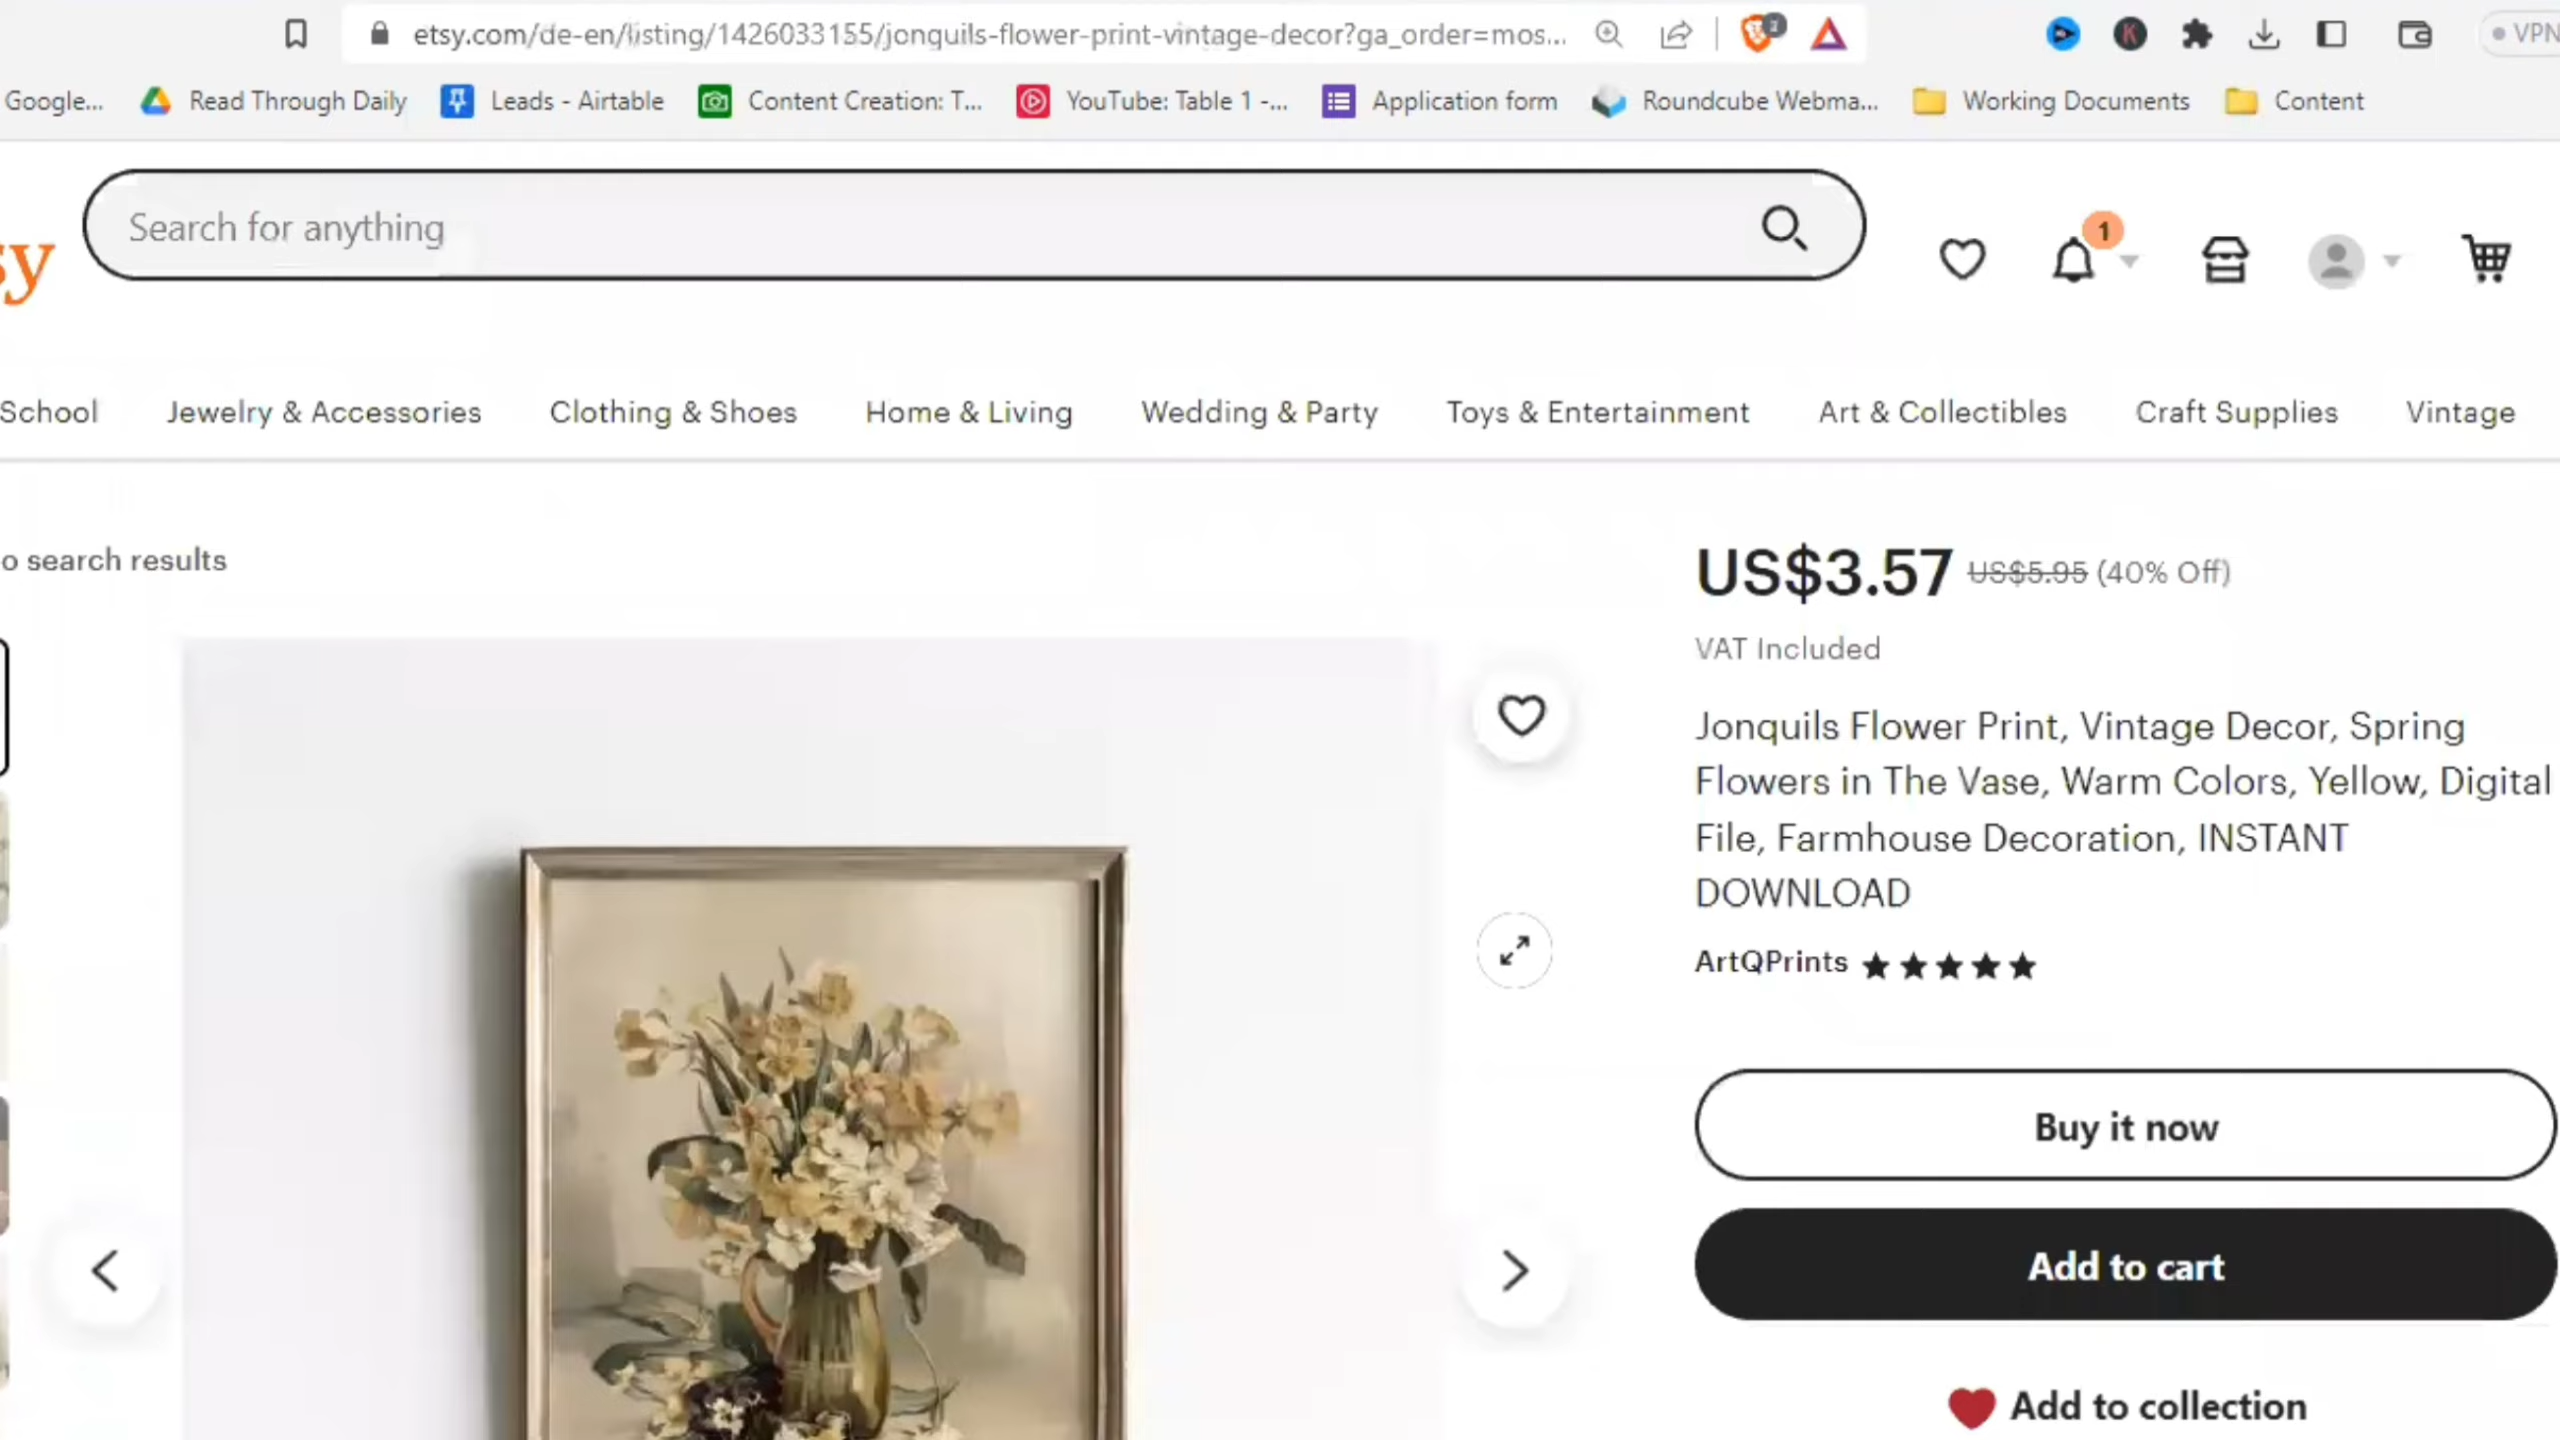 etsy.com/de-en/listing/1426033155/jonquils-flower-print-vintage-decor?ga_order=mos...
2
VPN
Google...
Read Through Daily
Leads - Airtable
Content Creation: T...
YouTube: Table 1 -...
Application form
Roundcube Webma...
Working Documents
Content
sy
Search for anything
1
School
Jewelry & Accessories
Clothing & Shoes
Home & Living
Wedding & Party
Toys & Entertainment
Art & Collectibles
Craft Supplies
Vintage
o search results
US$3.57 US$5.95 (40% Off)
VAT Included
Jonquils Flower Print, Vintage Decor, Spring
Flowers in The Vase, Warm Colors, Yellow, Digital
File, Farmhouse Decoration, INSTANT
DOWNLOAD
ArtQPrints
Buy it now
Add to cart
Add to collection